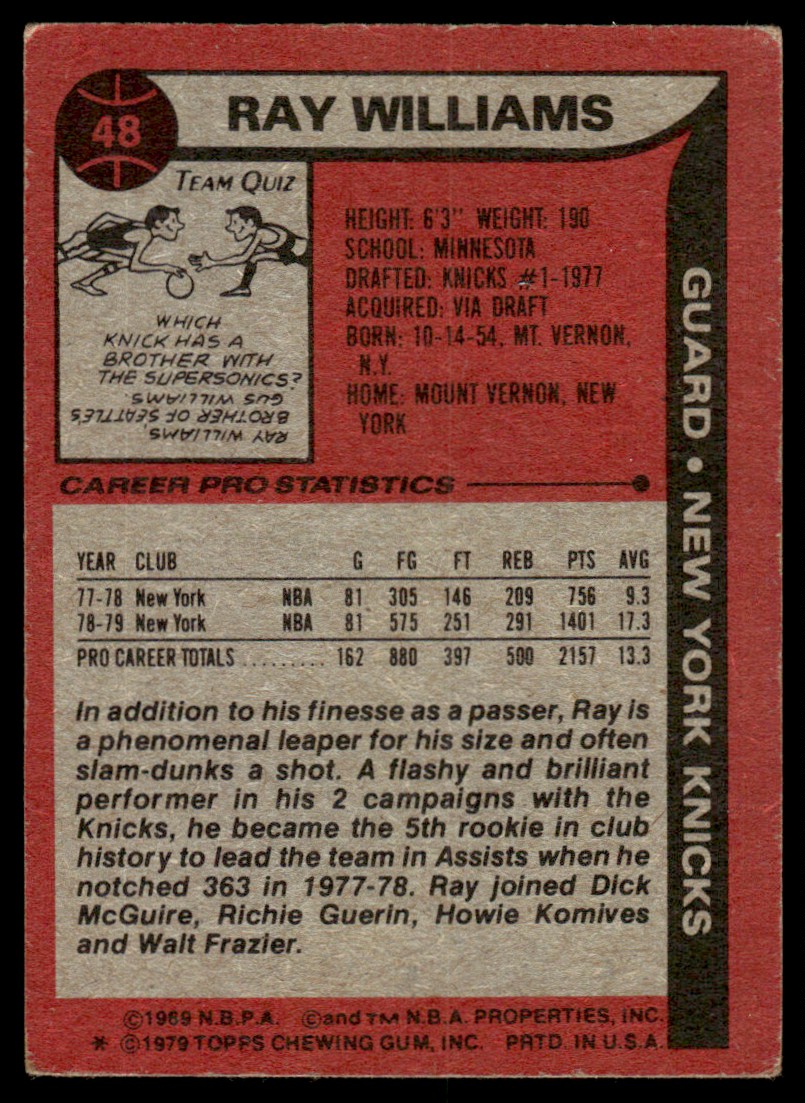 48
RAY WILLIAMS
TEAM QUIZ
WHICH
KNICK HAS A
BROTHER WITH
THE SUPERSONICS?
RAY WILLIAMS,
BROTHER OF SEATTLE'S
GUS WILLIAMS.
HEIGHT: 6'3" WEIGHT: 190
SCHOOL: MINNESOTA
DRAFTED: KNICKS #1-1977
ACQUIRED: VIA DRAFT
BORN: 10-14-54, MT. VERNON,
N.Y.
HOME: MOUNT VERNON, NEW
YORK
GUARD • NEW YORK KNICKS
CAREER PRO STATISTICS
YEAR CLUB G FG FT REB PTS AVG
77-78 New York NBA 81 305 146 209 756 9.3
78-79 New York NBA 81 575 251 291 1401 17.3
PRO CAREER TOTALS ......... 162 880 397 500 2157 13.3
In addition to his finesse as a passer, Ray is
a phenomenal leaper for his size and often
slam-dunks a shot. A flashy and brilliant
performer in his 2 campaigns with the
Knicks, he became the 5th rookie in club
history to lead the team in Assists when he
notched 363 in 1977-78. Ray joined Dick
McGuire, Richie Guerin, Howie Komives
and Walt Frazier.
©1969 N.B.P.A. ©and TM N.B.A. PROPERTIES, INC.
* ©1979 TOPPS CHEWING GUM, INC. PRTD. IN U.S.A.